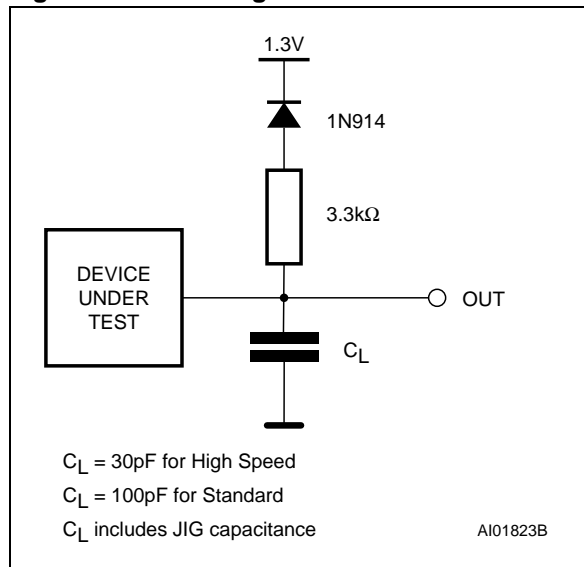 1.3V
1N914
3.3kΩ
DEVICE
UNDER
TEST
OUT
CL
CL = 30pF for High Speed
CL = 100pF for Standard
CL includes JIG capacitance
AI01823B